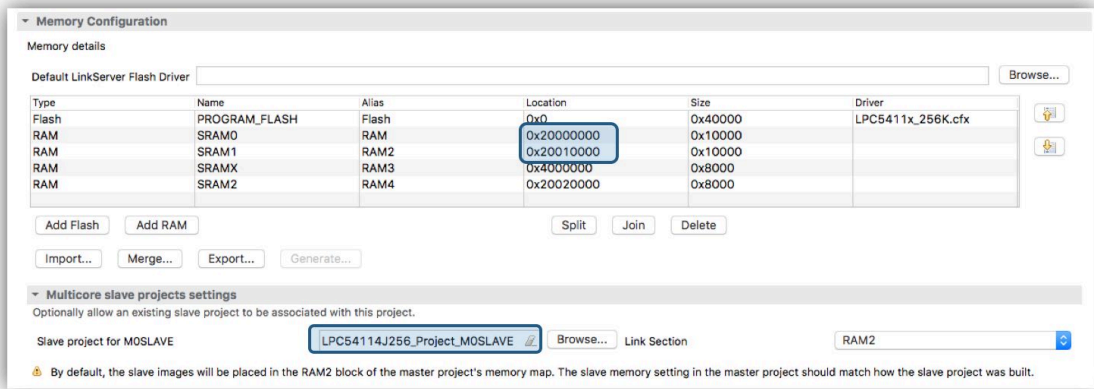 Memory Configuration
Memory details
Default LinkServer Flash Driver Browse...
Type Name Alias Location Size Driver
Flash PROGRAM_FLASH Flash 0x0 0x40000 LPC5411x_256K.cfx
RAM SRAM0 RAM 0x20000000 0x10000
RAM SRAM1 RAM2 0x20010000 0x10000
RAM SRAMX RAM3 0x4000000 0x8000
RAM SRAM2 RAM4 0x20020000 0x8000
Add Flash Add RAM Split Join Delete
Import... Merge... Export... Generate...
Multicore slave projects settings
Optionally allow an existing slave project to be associated with this project.
Slave project for M0SLAVE LPC54114J256_Project_M0SLAVE Browse... Link Section RAM2
By default, the slave images will be placed in the RAM2 block of the master project's memory map. The slave memory setting in the master project should match how the slave project was built.